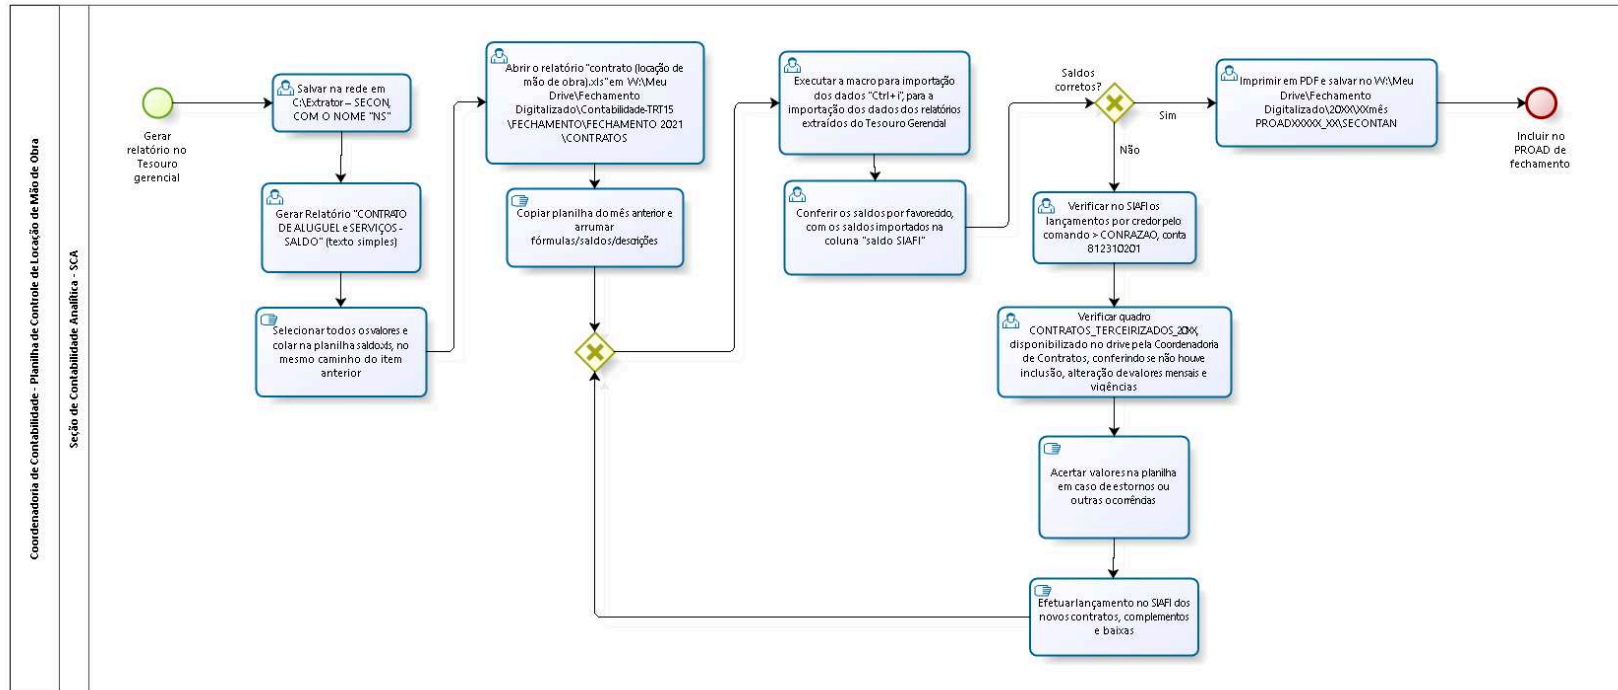 Coordenadoria de Contabilidade - Planilha de Controle de Locação de Mão de Obra
Seção de Contabilidade Analítica - SCA
Gerar
relatório no
Tesouro
gerencial
Salvar na rede em
C:\Extrator – SECON,
COM O NOME "NS"
Gerar Relatório "CONTRATO
DE ALUGUEL e SERVIÇOS -
SALDO" (texto simples)
Selecionar todos os valores e
colar na planilha saldo.xls, no
mesmo caminho do item
anterior
Abrir o relatório "contrato (locação de
mão de obra).xls" em W:\Meu
Drive\Fechamento
Digitalizado\Contabilidade-TRT15
\FECHAMENTO\FECHAMENTO 2021
\CONTRATOS
Copiar planilha do mês anterior e
arrumar
fórmulas/saldos/descrições
Executar a macro para importação
dos dados "Ctrl+ i", para a
importação dos dados dos relatórios
extraídos do Tesouro Gerencial
Conferir os saldos por favorecido,
com os saldos importados na
coluna "saldo SIAFI"
Saldos
corretos?
Sim
Não
Imprimir em PDF e salvar no W:\Meu
Drive\Fechamento
Digitalizado\20XX\XXmês
PROADXXXXX_XX\SECONTAN
Incluir no
PROAD de
fechamento
Verificar no SIAFI os
lançamentos por credor pelo
comando > CONRAZAO, conta
812310201
Verificar quadro
CONTRATOS_TERCEIRIZADOS_20XX,
disponibilizado no drive pela Coordenadoria
de Contratos, conferindo se não houve
inclusão, alteração de valores mensais e
vigências
Acertar valores na planilha
em caso de estornos ou
outras ocorrências
Efetuar lançamento no SIAFI dos
novos contratos, complementos
e baixas